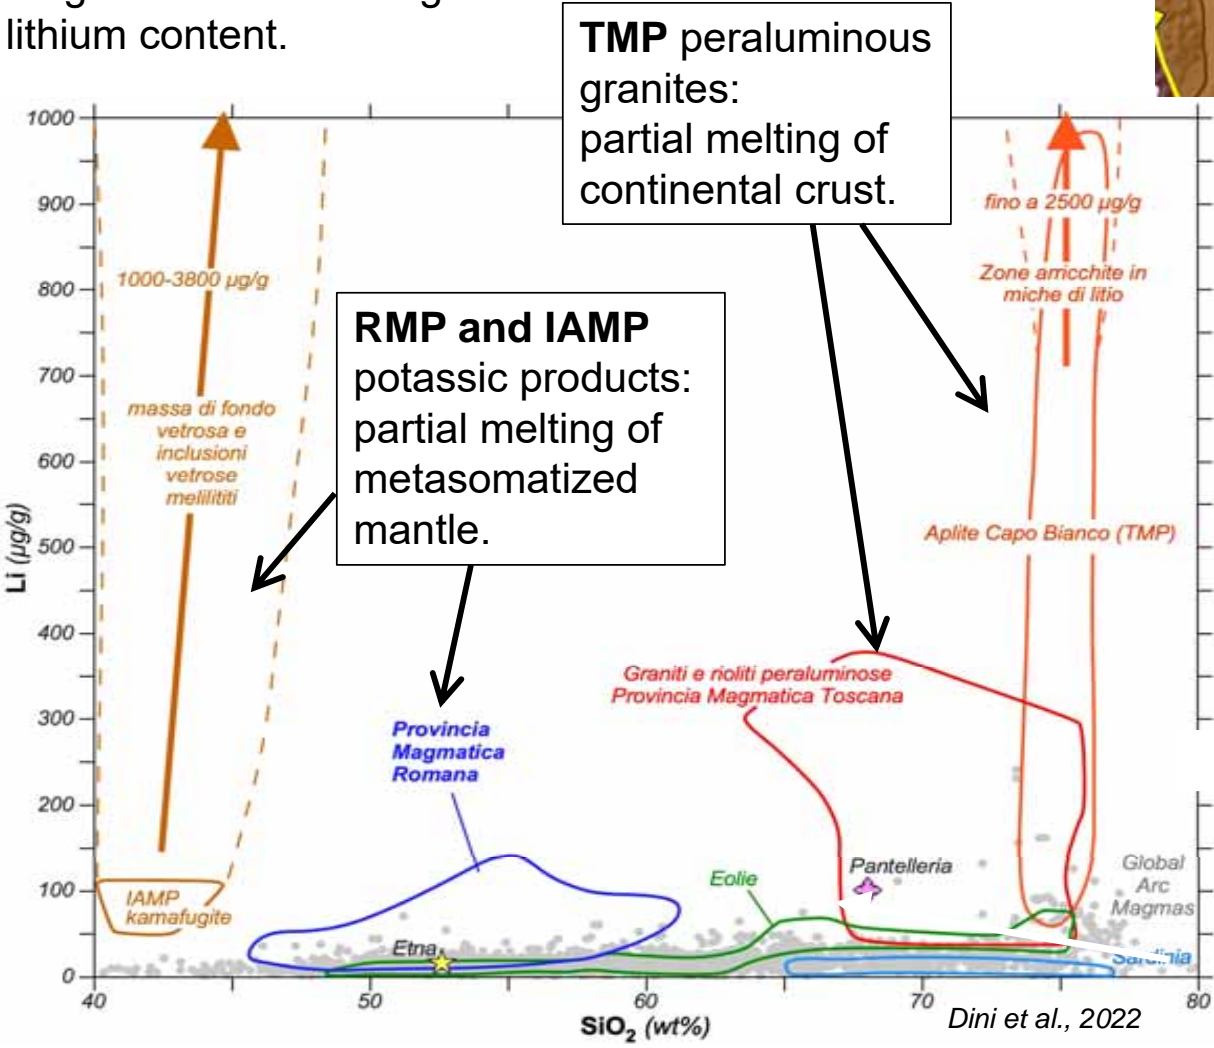 lithium content.
TMP peraluminous
granites:
partial melting of
continental crust.
1000
900
800
700
600
500
400
300
200
100
0
Li (µg/g)
fino a 2500 µg/g
Zone arricchite in
miche di litio
1000-3800 µg/g
RMP and IAMP
potassic products:
partial melting of
metasomatized
mantle.
massa di fondo
vetrosa e
inclusioni
vetrose
melilititi
Aplite Capo Bianco (TMP)
Graniti e rioliti peraluminose
Provincia Magmatica Toscana
Provincia
Magmatica
Romana
Pantelleria
Eolie
Global
Arc
Magmas
IAMP
kamafugite
Etna
Sardinia
40
50
60
70
80
SiO₂ (wt%)
Dini et al., 2022